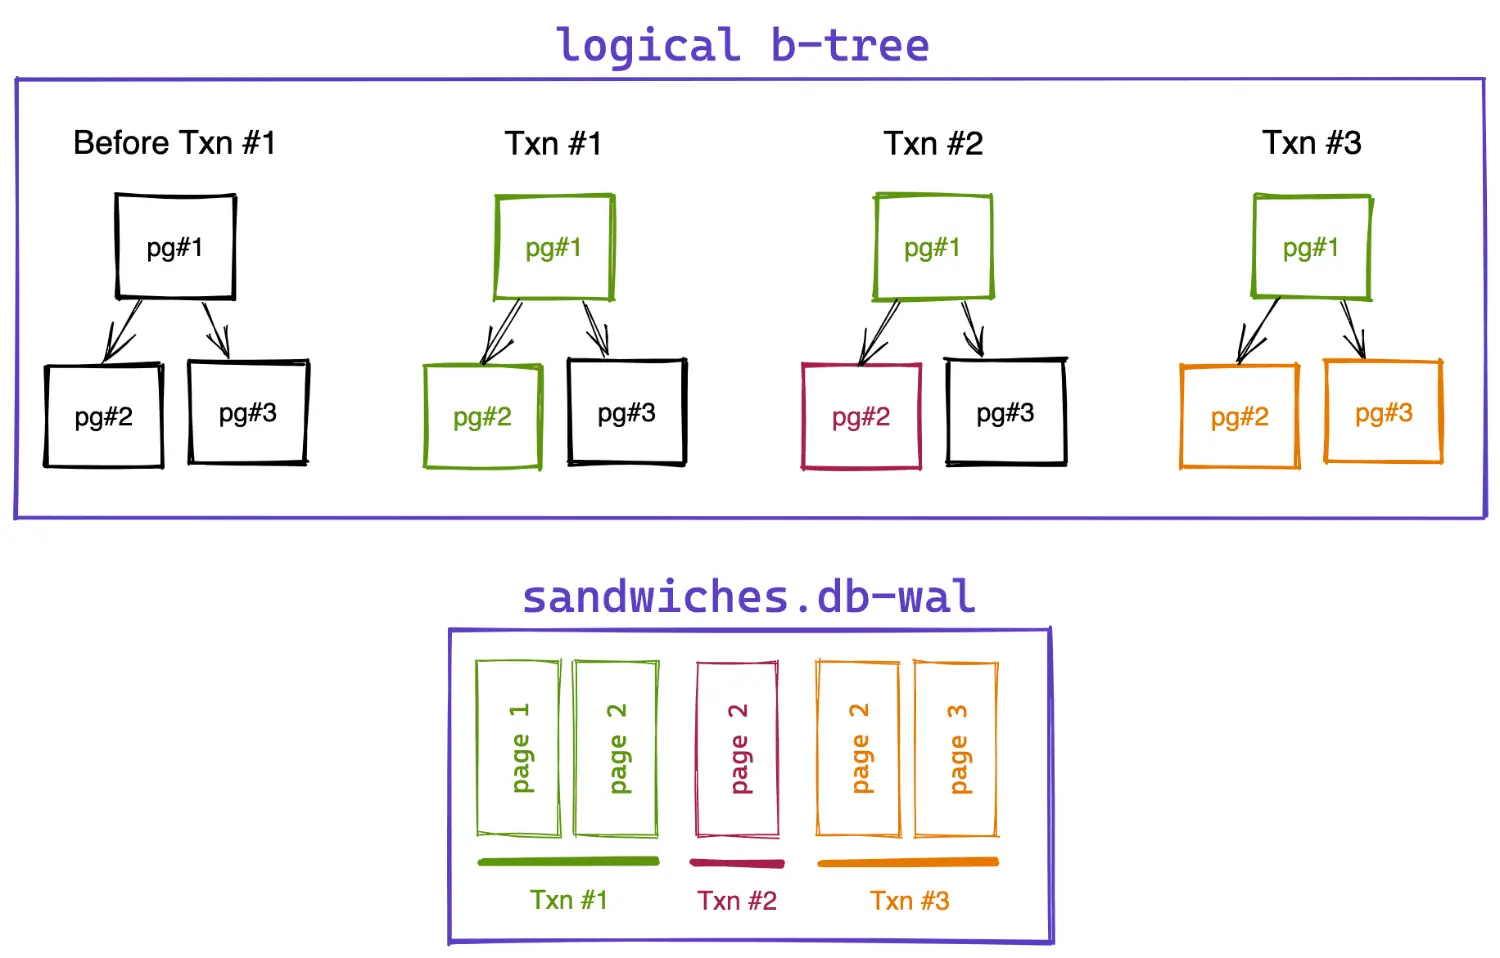 logical b-tree
Before Txn #1
Txn #1
Txn #2
Txn #3
pg#1
pg#1
pg#1
pg#1
pg#2
pg#3
pg#2
pg#3
pg#2
pg#3
pg#2
pg#3
sandwiches.db-wal
page 1
page 2
page 2
page 2
page 3
Txn #1
Txn #2
Txn #3